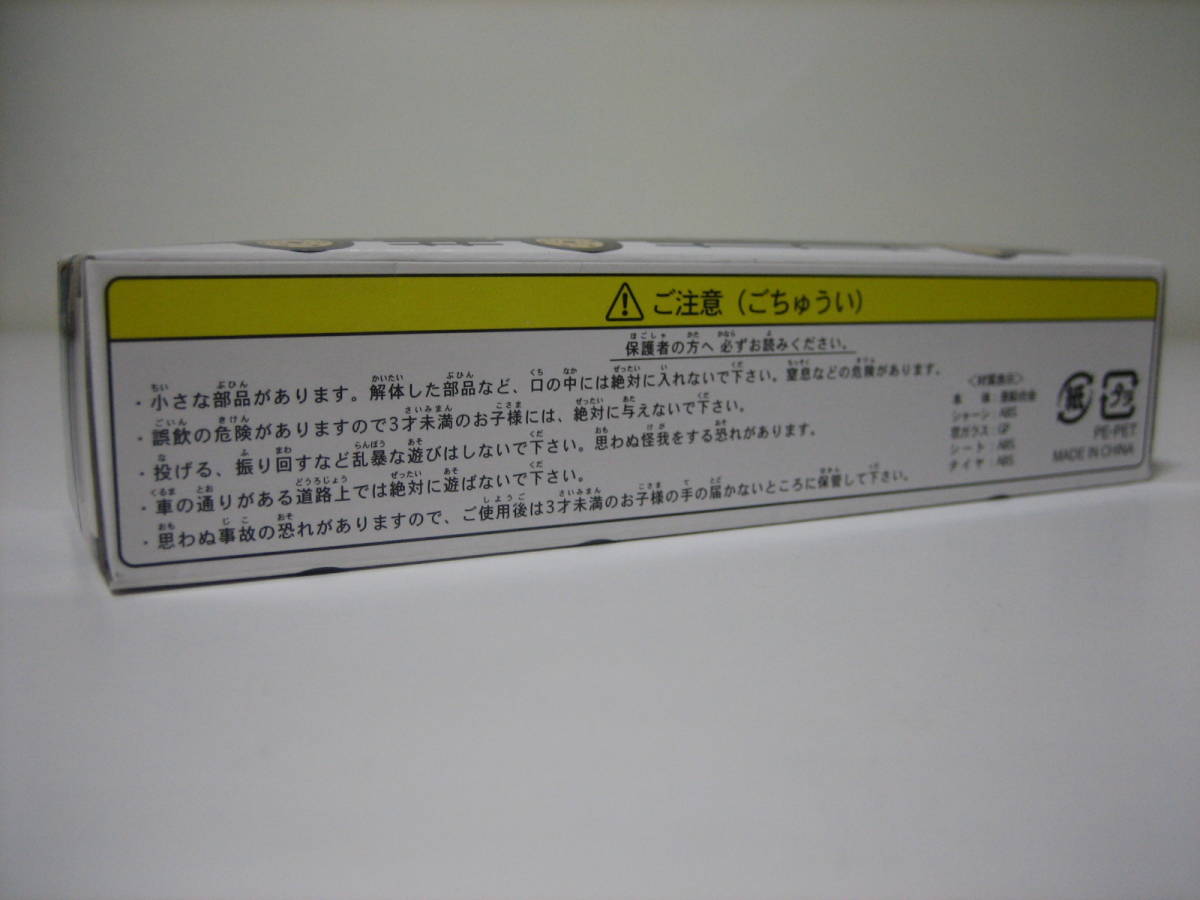 ご注意（ごちゅうい）
保護者の方へ 必ずお読みください。
・小さな部品があります。解体した部品など、口の中には絶対に入れないで下さい。窒息などの危険があります。
・誤飲の危険がありますので3才未満のお子様には、絶対に与えないで下さい。
・投げる、振り回すなど乱暴な遊びはしないで下さい。思わぬ怪我をする恐れがあります。
・車の通りがある道路上では絶対に遊ばないで下さい。
・思わぬ事故の恐れがありますので、ご使用後は3才未満のお子様の手の届かないところに保管して下さい。
〈材質表示〉
本　体：亜鉛合金
シャーシ：ABS
窓ガラス：GP
シート：ABS
タイヤ：ABS
紙 プラ
PE-PET
MADE IN CHINA